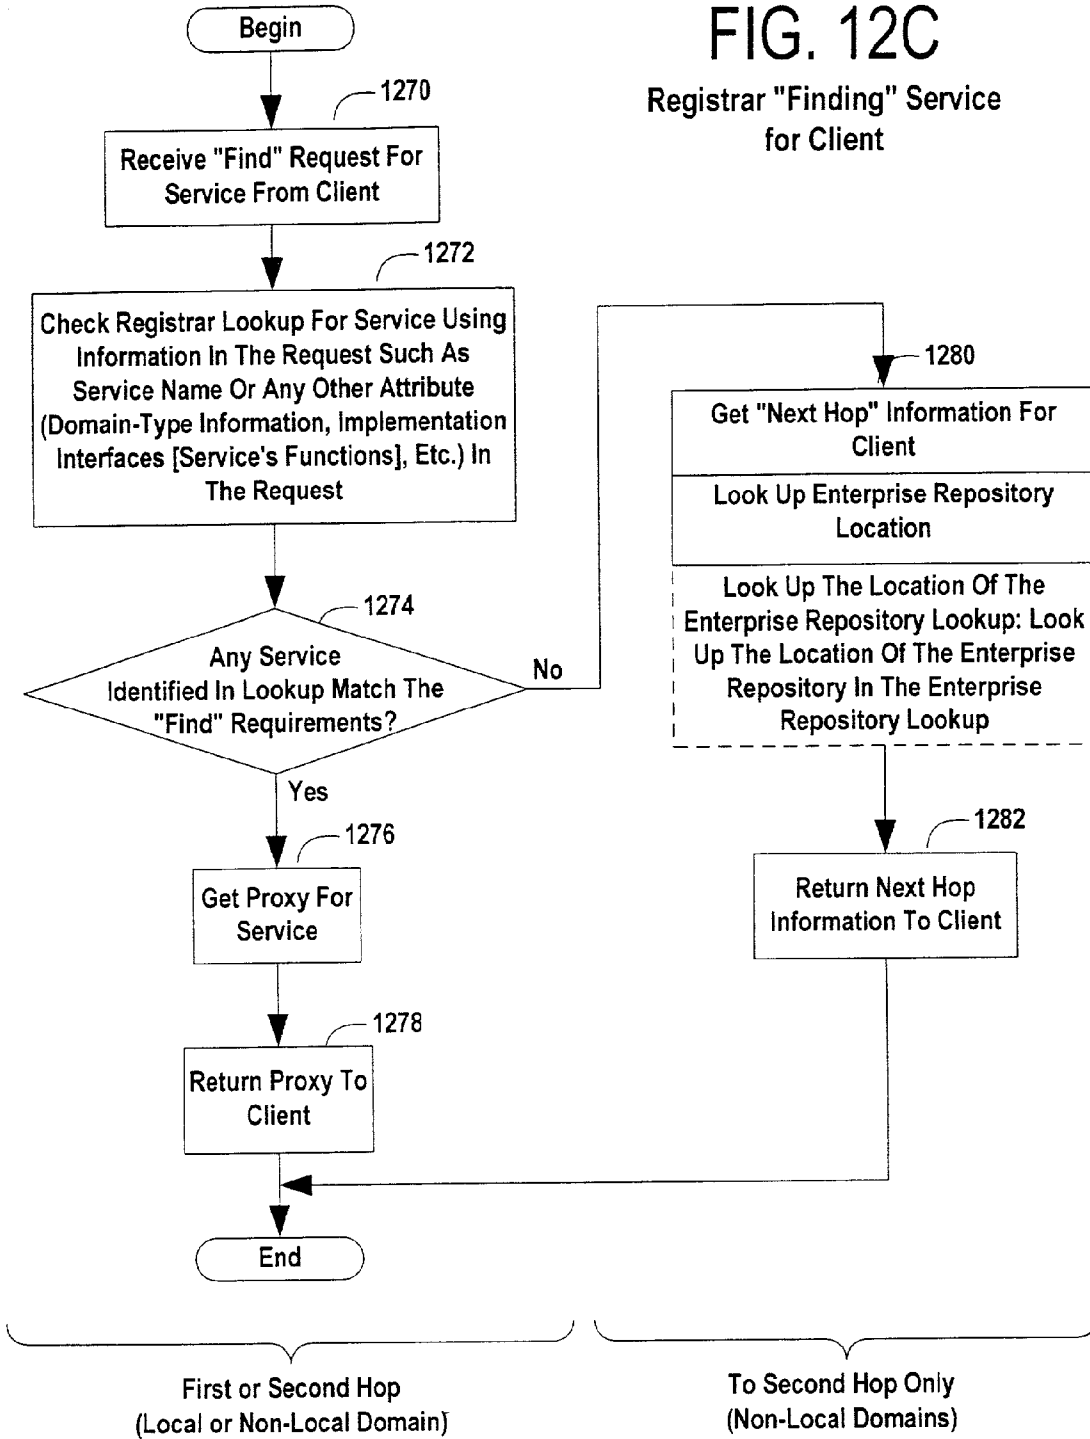 FIG. 12C
Registrar "Finding" Service
for Client
Begin
1270
Receive "Find" Request For
Service From Client
1272
Check Registrar Lookup For Service Using
Information In The Request Such As
Service Name Or Any Other Attribute
(Domain-Type Information, Implementation
Interfaces [Service's Functions], Etc.) In
The Request
1274
Any Service
Identified In Lookup Match The
"Find" Requirements?
No
Yes
1276
Get Proxy For
Service
1278
Return Proxy To
Client
End
1280
Get "Next Hop" Information For
Client
Look Up Enterprise Repository
Location
Look Up The Location Of The
Enterprise Repository Lookup: Look
Up The Location Of The Enterprise
Repository In The Enterprise
Repository Lookup
1282
Return Next Hop
Information To Client
First or Second Hop
(Local or Non-Local Domain)
To Second Hop Only
(Non-Local Domains)